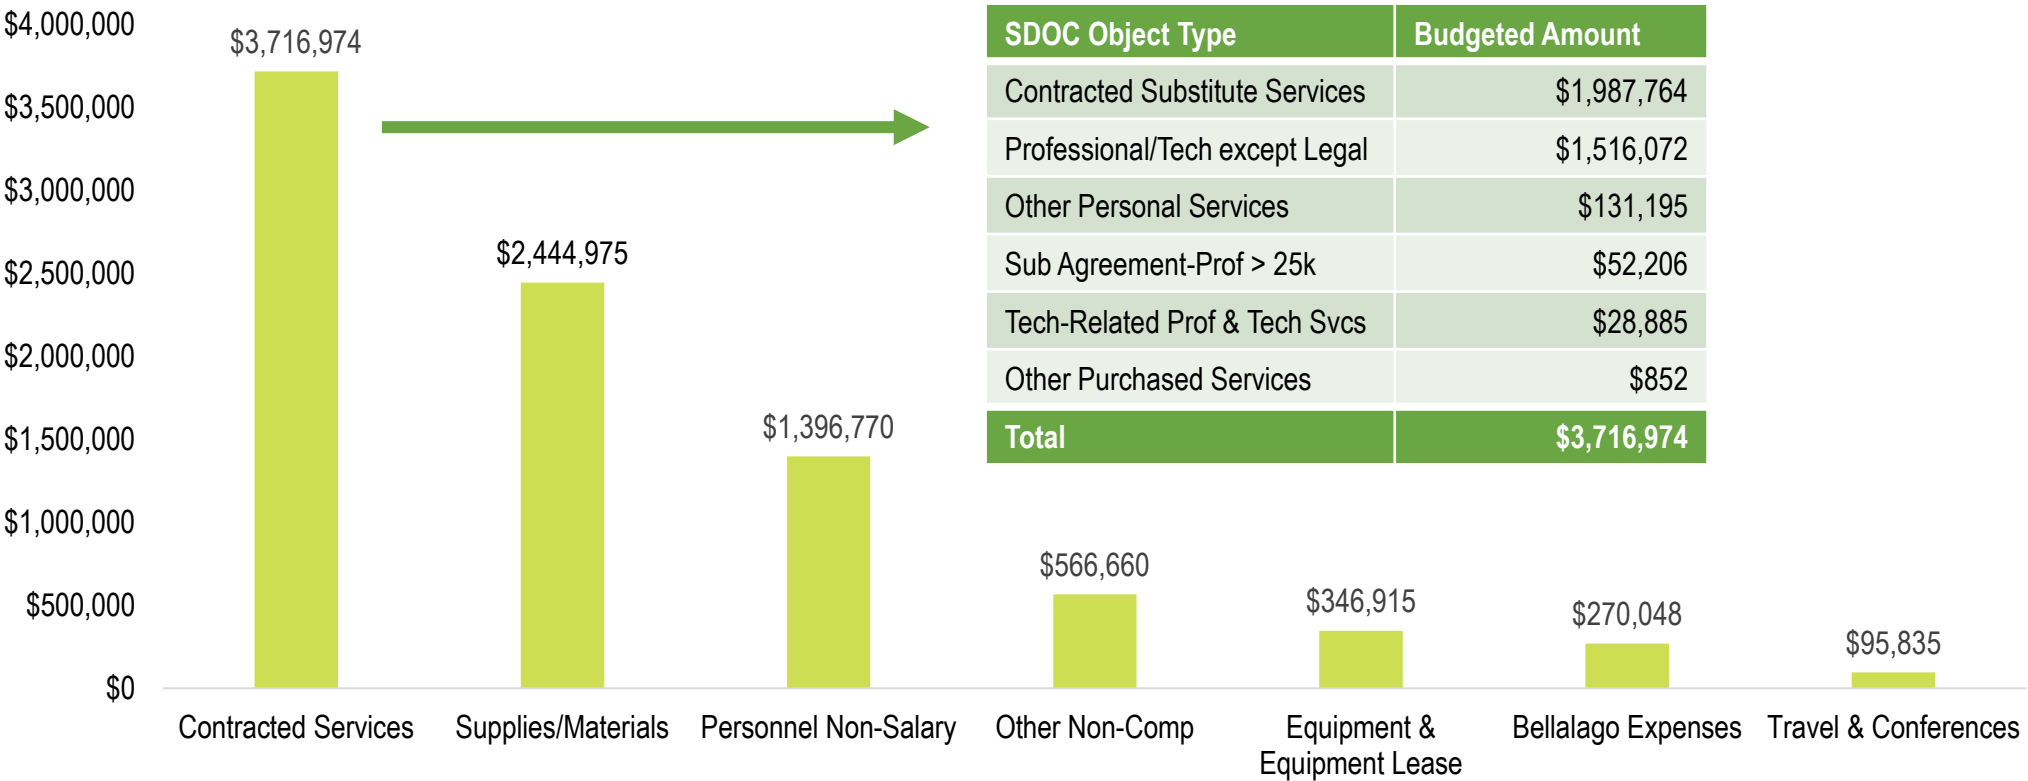 $4,000,000
$3,500,000
$3,000,000
$2,500,000
$2,000,000
$1,500,000
$1,000,000
$500,000
$0
$3,716,974
$2,444,975
$1,396,770
$566,660
$346,915
$270,048
$95,835
Contracted Services
Supplies/Materials
Personnel Non-Salary
Other Non-Comp
Equipment &
Equipment Lease
Bellalago Expenses
Travel & Conferences
SDOC Object Type Budgeted Amount
Contracted Substitute Services $1,987,764
Professional/Tech except Legal $1,516,072
Other Personal Services $131,195
Sub Agreement-Prof > 25k $52,206
Tech-Related Prof & Tech Svcs $28,885
Other Purchased Services $852
Total $3,716,974